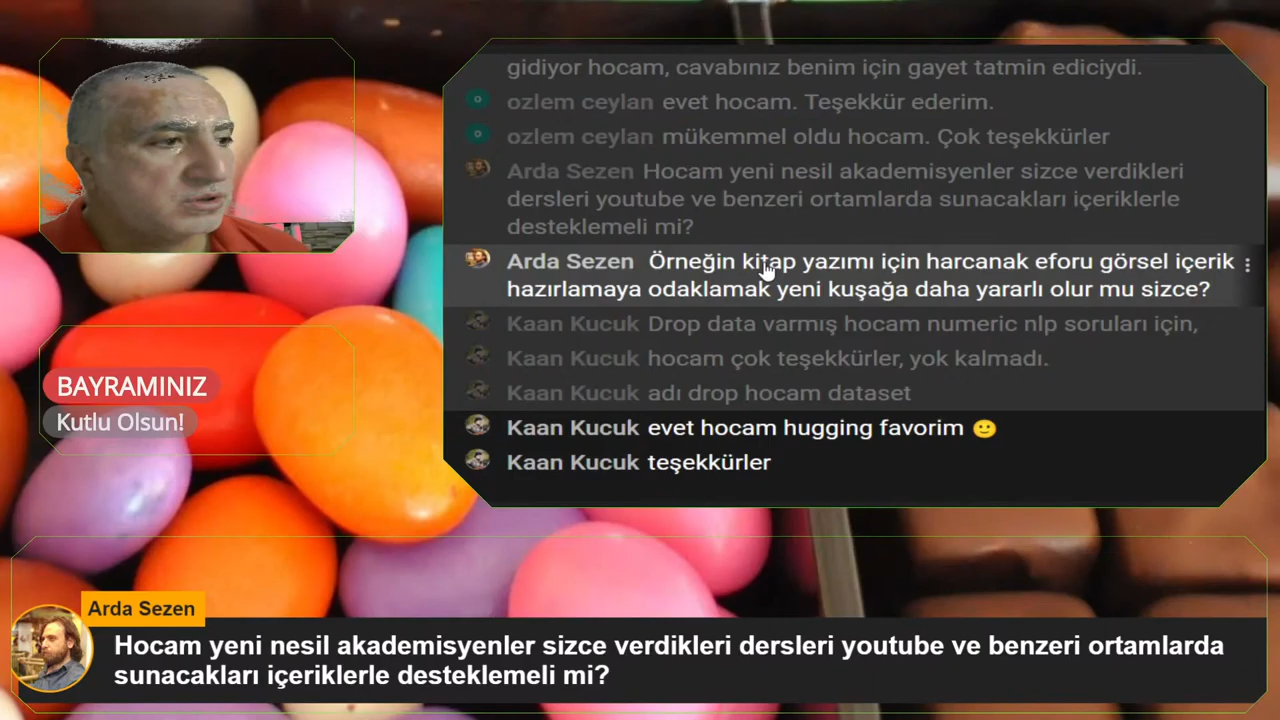 gidiyor hocam, cavabınız benim için gayet tatmin ediciydi.
o ozlem ceylan evet hocam. Teşekkür ederim.
o ozlem ceylan mükemmel oldu hocam. Çok teşekkürler
Arda Sezen Hocam yeni nesil akademisyenler sizce verdikleri
dersleri youtube ve benzeri ortamlarda sunacakları içeriklerle
desteklemeli mi?
Arda Sezen Örneğin kitap yazımı için harcanak eforu görsel içerik
hazırlamaya odaklamak yeni kuşağa daha yararlı olur mu sizce?
Kaan Kucuk Drop data varmış hocam numeric nlp soruları için,
Kaan Kucuk hocam çok teşekkürler, yok kalmadı.
Kaan Kucuk adı drop hocam dataset
Kaan Kucuk evet hocam hugging favorim 🙂
Kaan Kucuk teşekkürler
BAYRAMINIZ
Kutlu Olsun!
Arda Sezen
Hocam yeni nesil akademisyenler sizce verdikleri dersleri youtube ve benzeri ortamlarda
sunacakları içeriklerle desteklemeli mi?